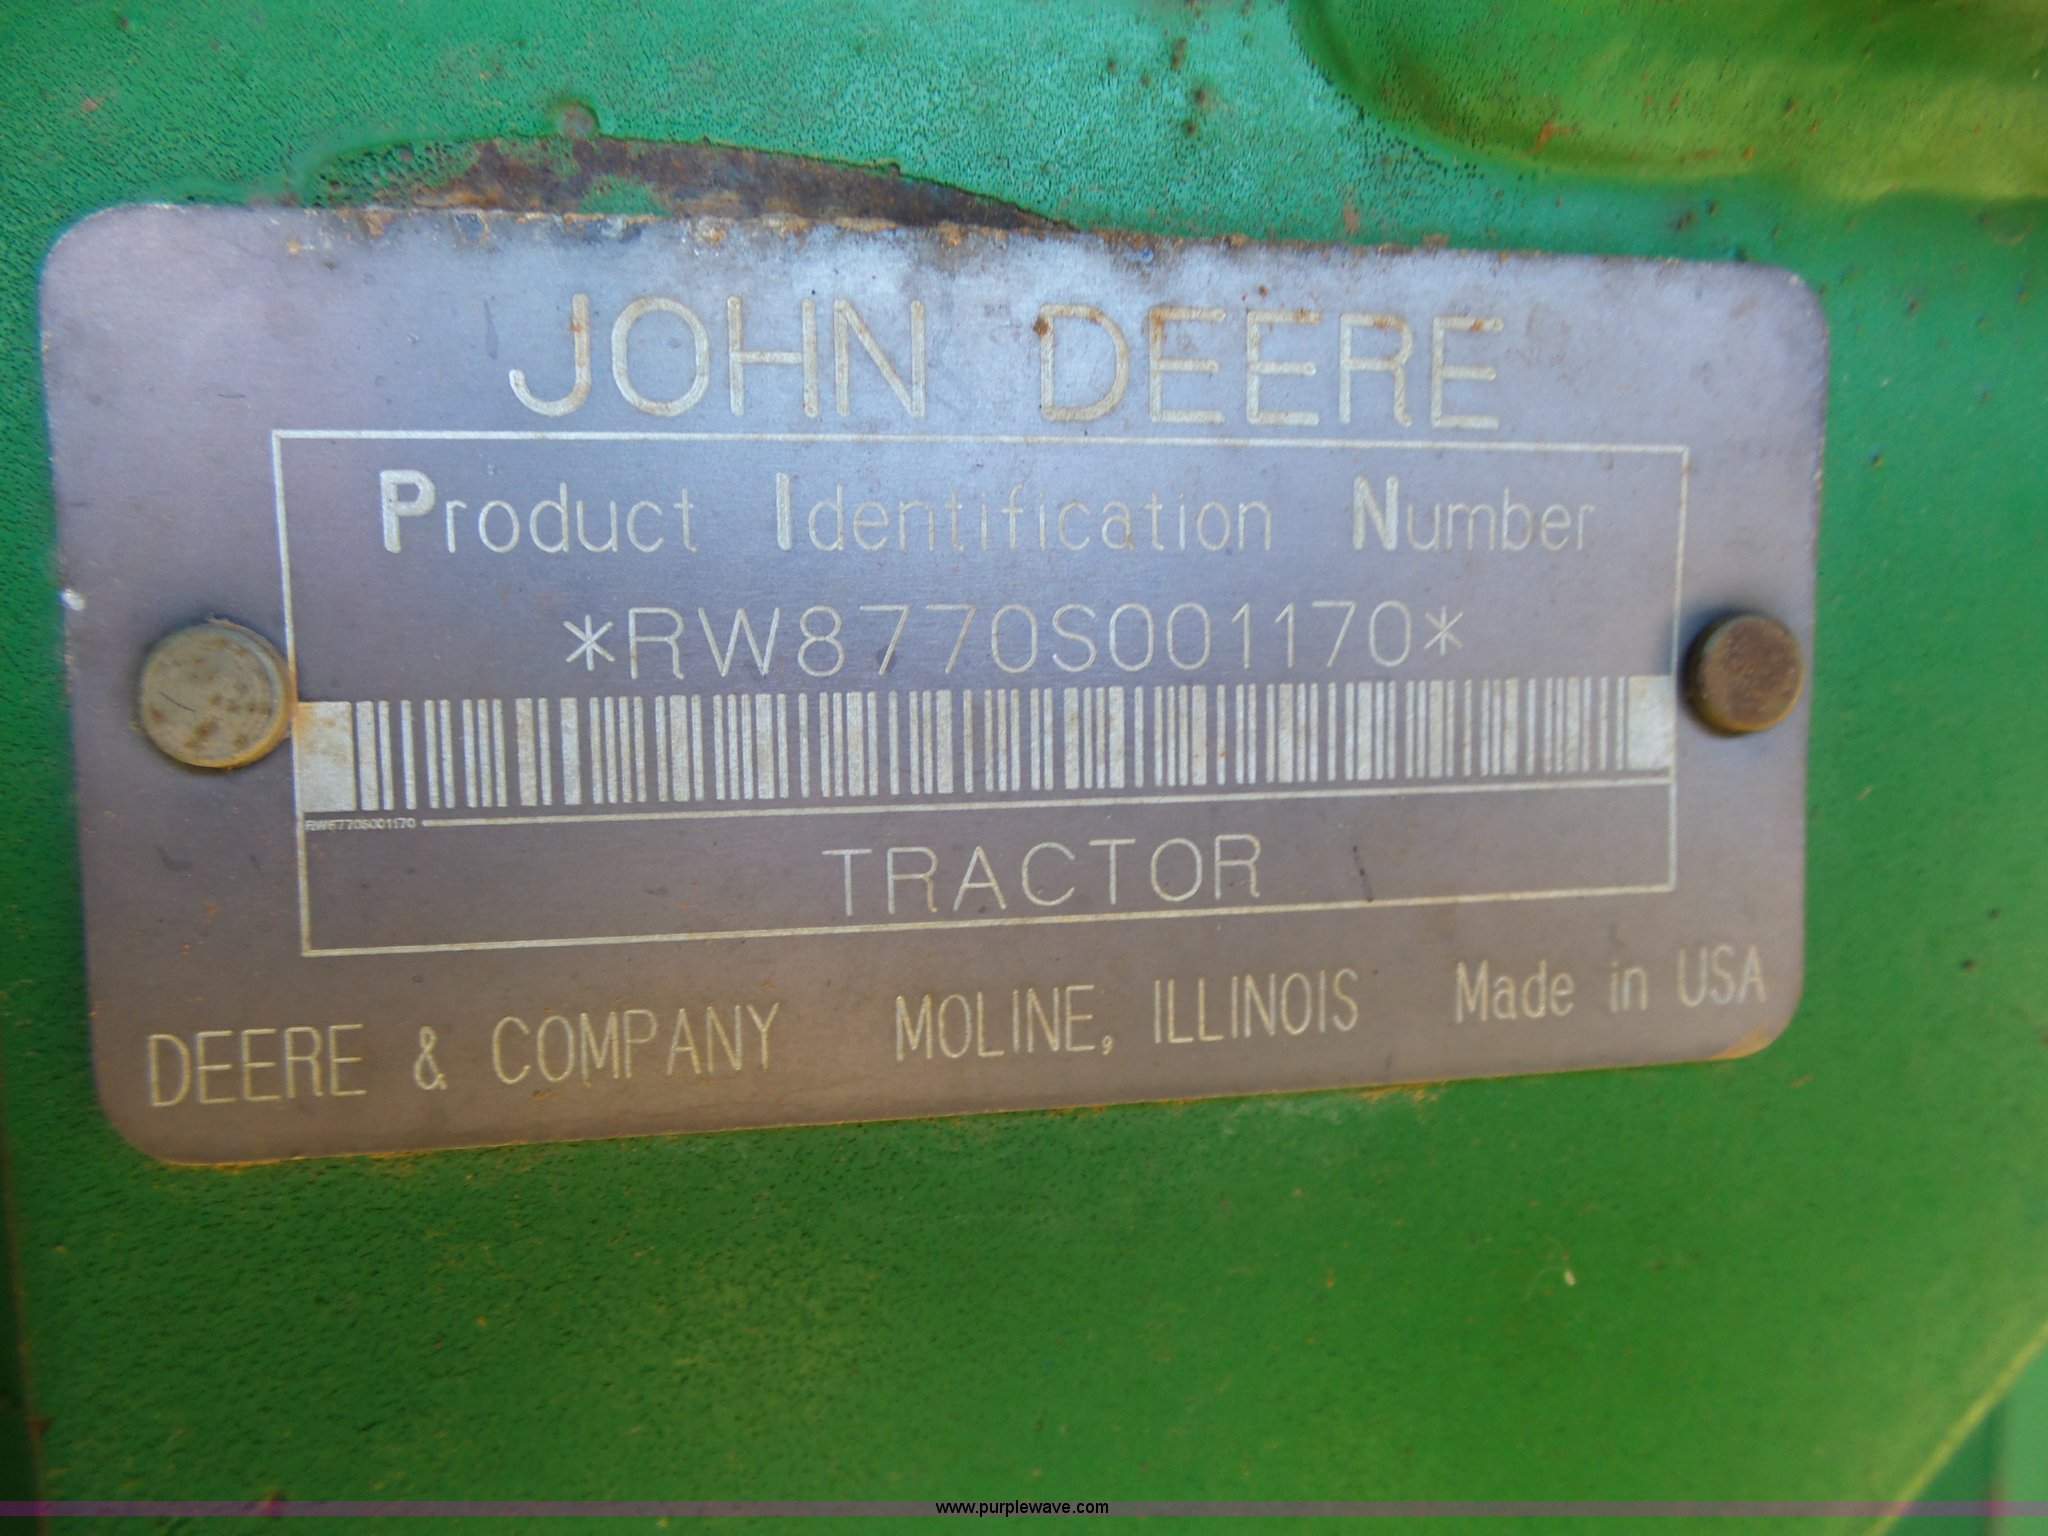 JOHN DEERE
Product Identification Number
*RW8770S001170*
RW8770S001170
TRACTOR
DEERE & COMPANY MOLINE, ILLINOIS Made in USA
www.purplewave.com